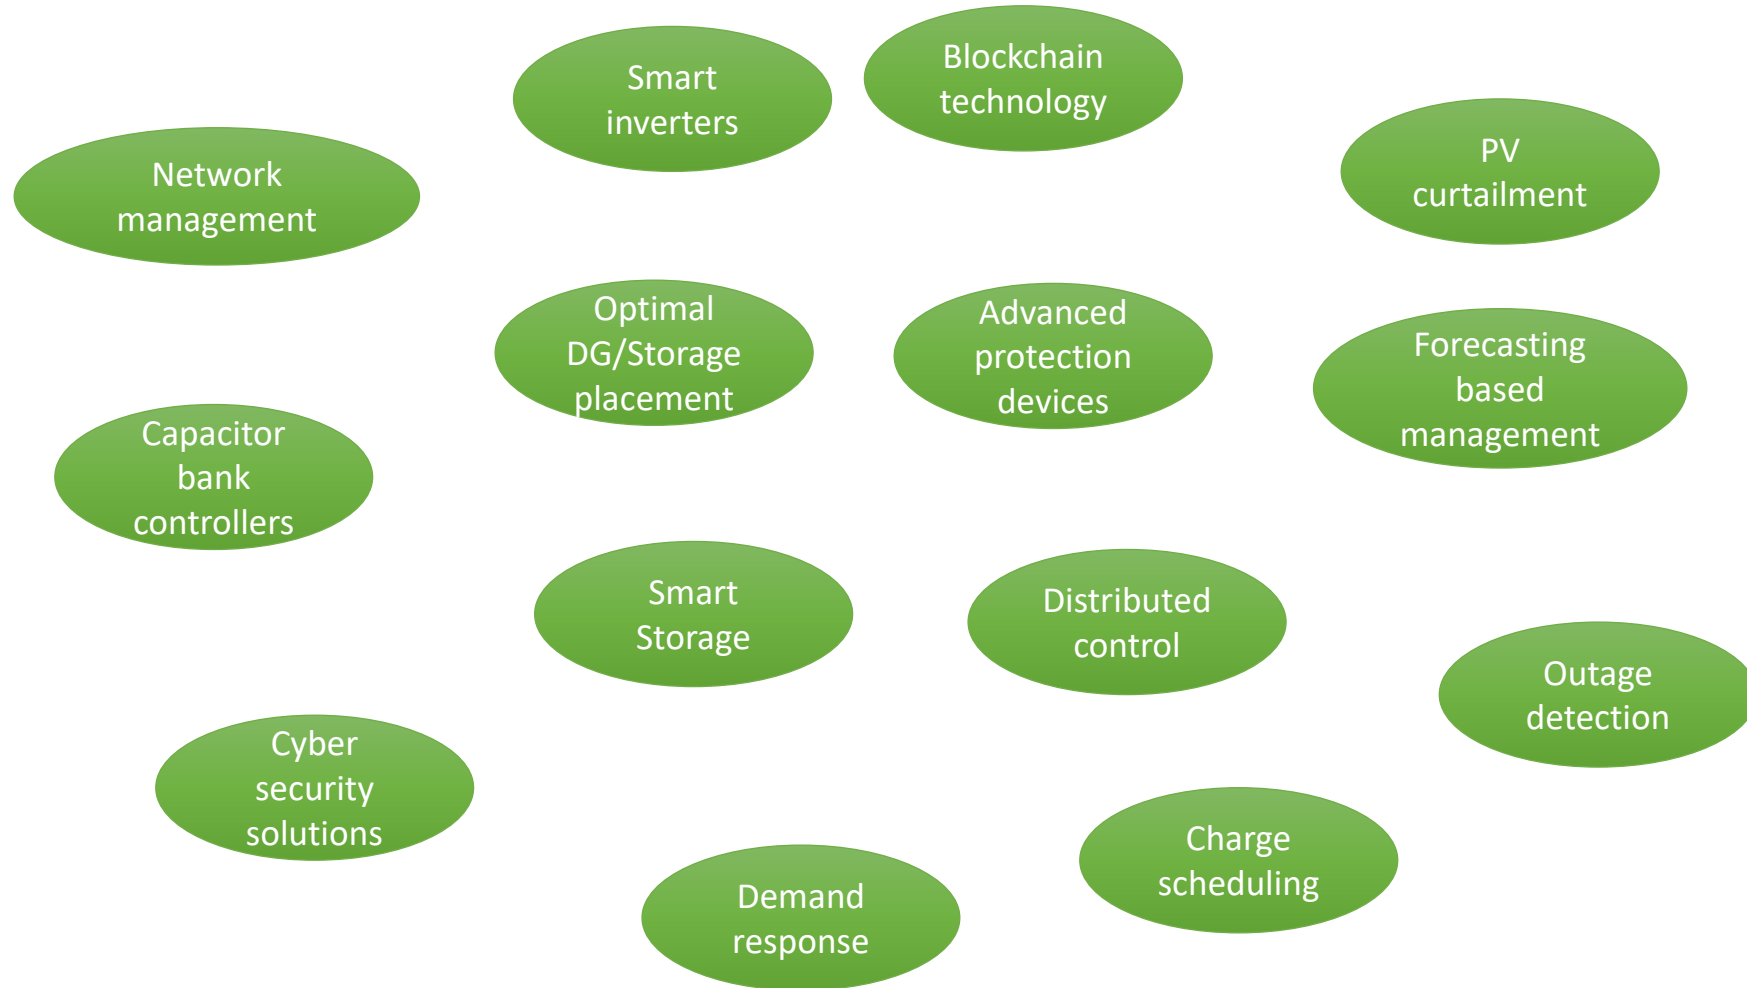 Blockchain
technology
Smart
inverters
PV
curtailment
Network
management
Optimal
DG/Storage
placement
Advanced
protection
devices
Forecasting
based
management
Capacitor
bank
controllers
Smart
Storage
Distributed
control
Outage
detection
Cyber
security
solutions
Charge
scheduling
Demand
response